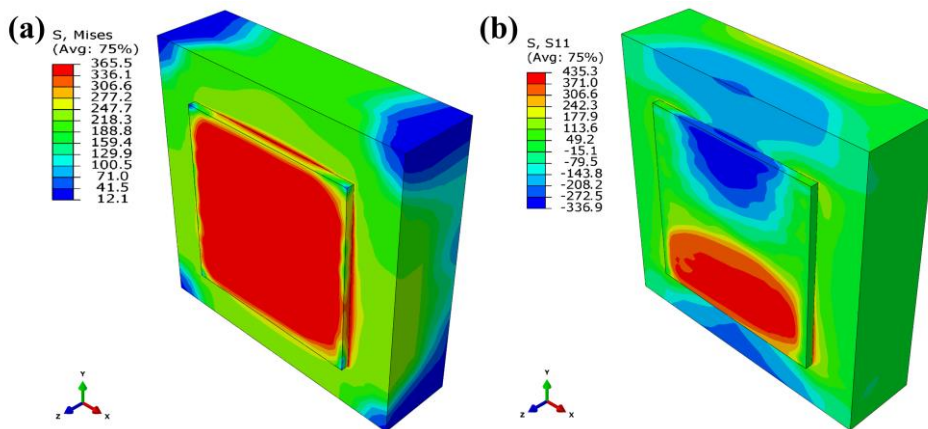 (a)
S, Mises
(Avg: 75%)
365.5
336.1
306.6
277.2
247.7
218.3
188.8
159.4
129.9
100.5
71.0
41.5
12.1
Y
Z
X
(b)
S, S11
(Avg: 75%)
435.3
371.0
306.6
242.3
177.9
113.6
49.2
-15.1
-79.5
-143.8
-208.2
-272.5
-336.9
Y
Z
X